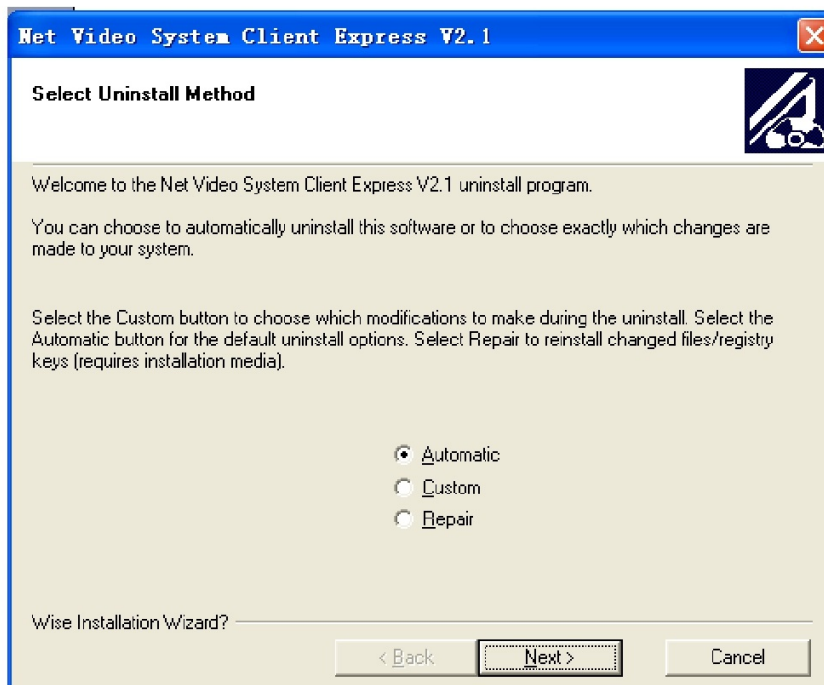 Net Video System Client Express V2.1
Select Uninstall Method
Welcome to the Net Video System Client Express V2.1 uninstall program.
You can choose to automatically uninstall this software or to choose exactly which changes are
made to your system.
Select the Custom button to choose which modifications to make during the uninstall. Select the
Automatic button for the default uninstall options. Select Repair to reinstall changed files/registry
keys (requires installation media).
Automatic
Custom
Repair
Wise Installation Wizard?
< Back
Next >
Cancel